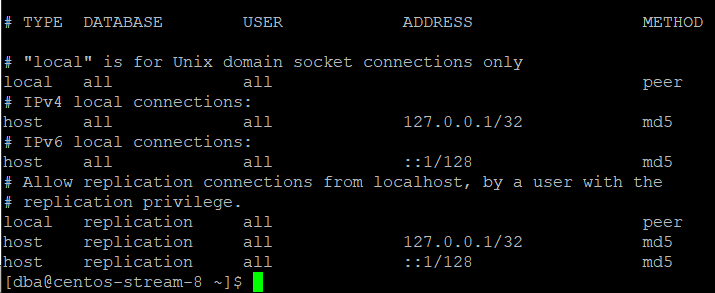 # TYPE  DATABASE        USER            ADDRESS                 METHOD
# "local" is for Unix domain socket connections only
local   all             all                                     peer
# IPv4 local connections:
host    all             all             127.0.0.1/32            md5
# IPv6 local connections:
host    all             all             ::1/128                 md5
# Allow replication connections from localhost, by a user with the
# replication privilege.
local   replication     all                                     peer
host    replication     all             127.0.0.1/32            md5
host    replication     all             ::1/128                 md5
[dba@centos-stream-8 ~]$